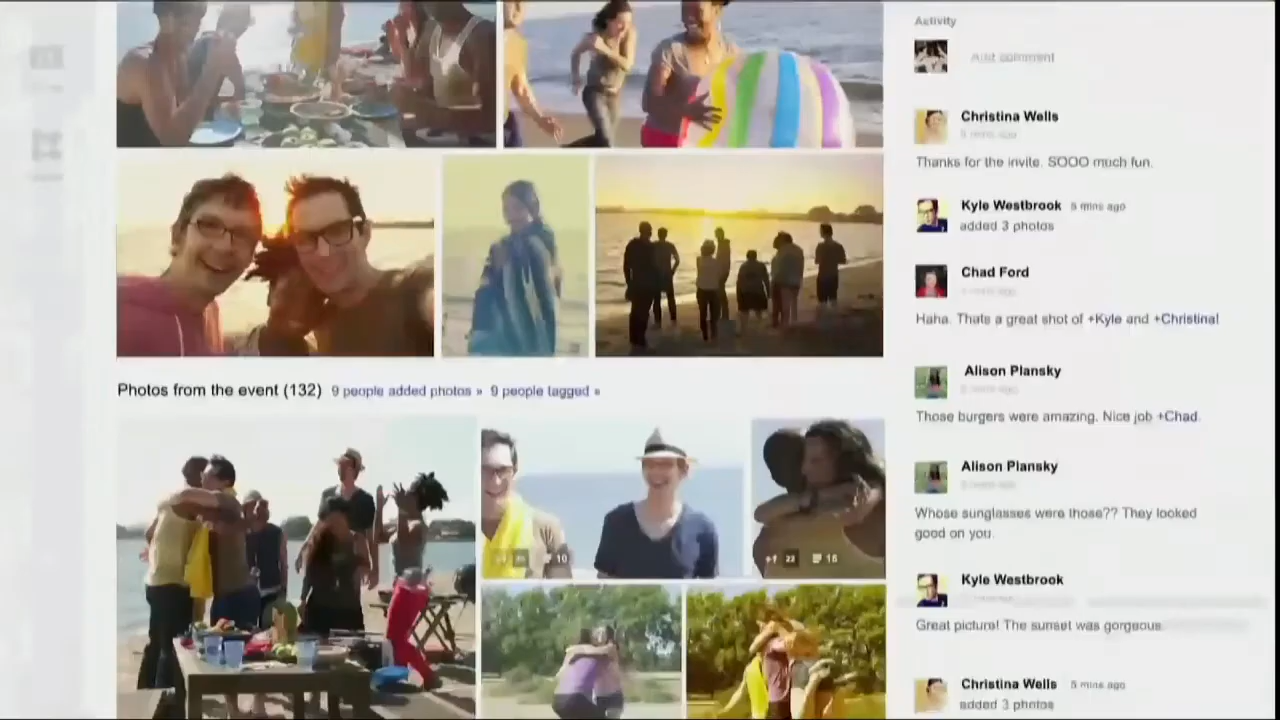 Activity
Christina Wells
Thanks for the invite. SOOO much fun.
Kyle Westbrook 5 mins ago
added 3 photos
Chad Ford
Haha. Thats a great shot of +Kyle and +Christina!
Alison Plansky
Those burgers were amazing. Nice job +Chad.
Alison Plansky
Whose sunglasses were those?? They looked
good on you.
Kyle Westbrook
Great picture! The sunset was gorgeous.
Christina Wells 5 mins ago
added 3 photos
Photos from the event (132) 9 people added photos » 9 people tagged »
10
+1 22 15